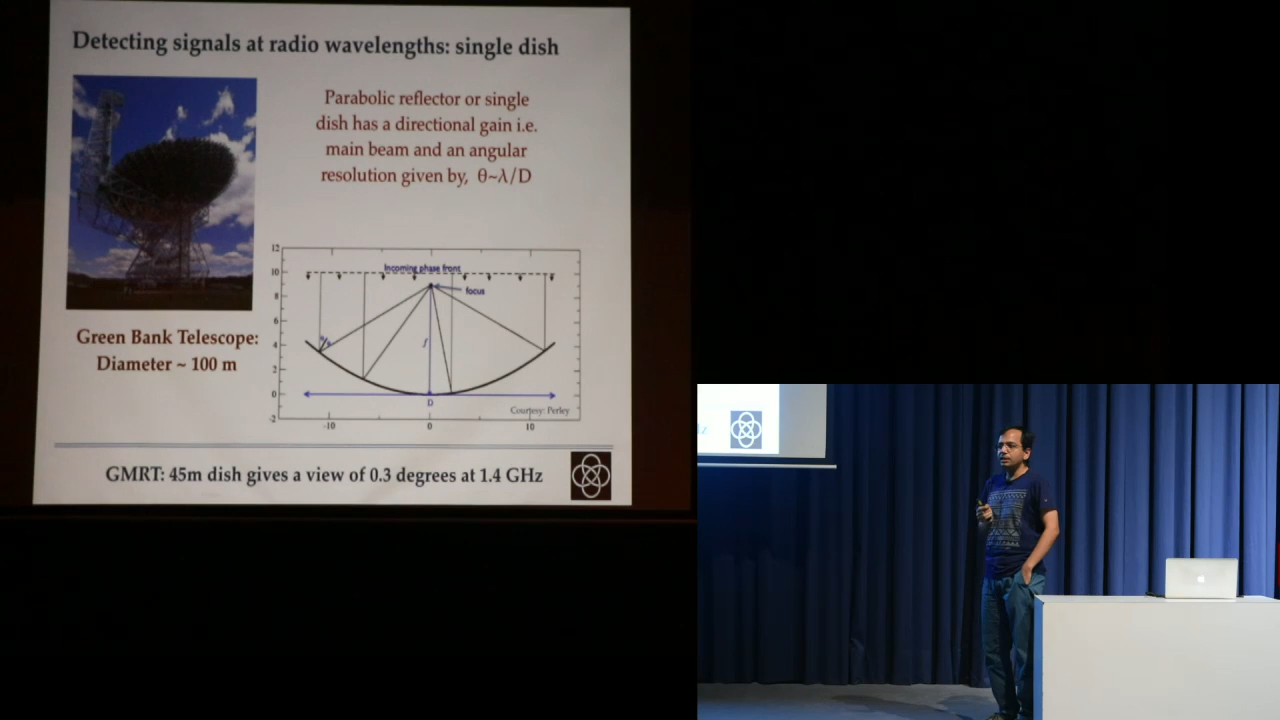 Detecting signals at radio wavelengths: single dish
Parabolic reflector or single
dish has a directional gain i.e.
main beam and an angular
resolution given by, θ~λ/D
Green Bank Telescope:
Diameter ~ 100 m
12
10
8
6
4
2
0
-2
Incoming phase front
focus
f
D
Courtesy: Perley
-10
0
10
GMRT: 45m dish gives a view of 0.3 degrees at 1.4 GHz
Hz